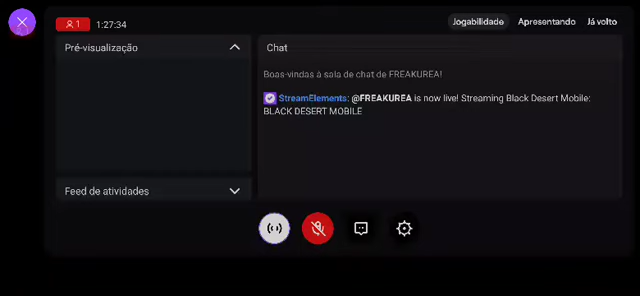 1 1:27:34 Jogabilidade Apresentando Já volto
Pré-visualização
Chat
Boas-vindas à sala de chat de FREAKUREA!
StreamElements: @FREAKUREA is now live! Streaming Black Desert Mobile:
BLACK DESERT MOBILE
Feed de atividades